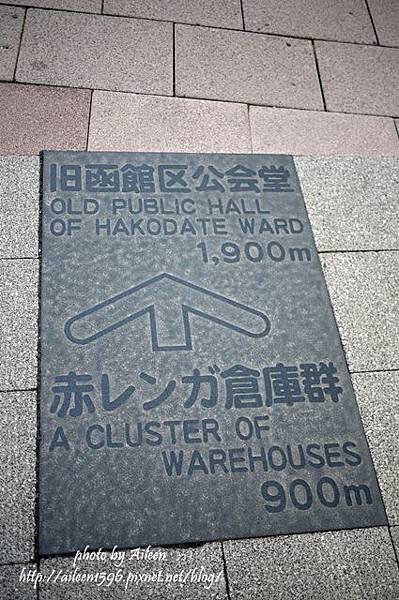 旧函館区公会堂
OLD PUBLIC HALL
OF HAKODATE WARD
1,900m
赤レンガ倉庫群
A CLUSTER OF
WAREHOUSES
900m
photo by Aileen
http://aileen1596.pixnet.net/blog/